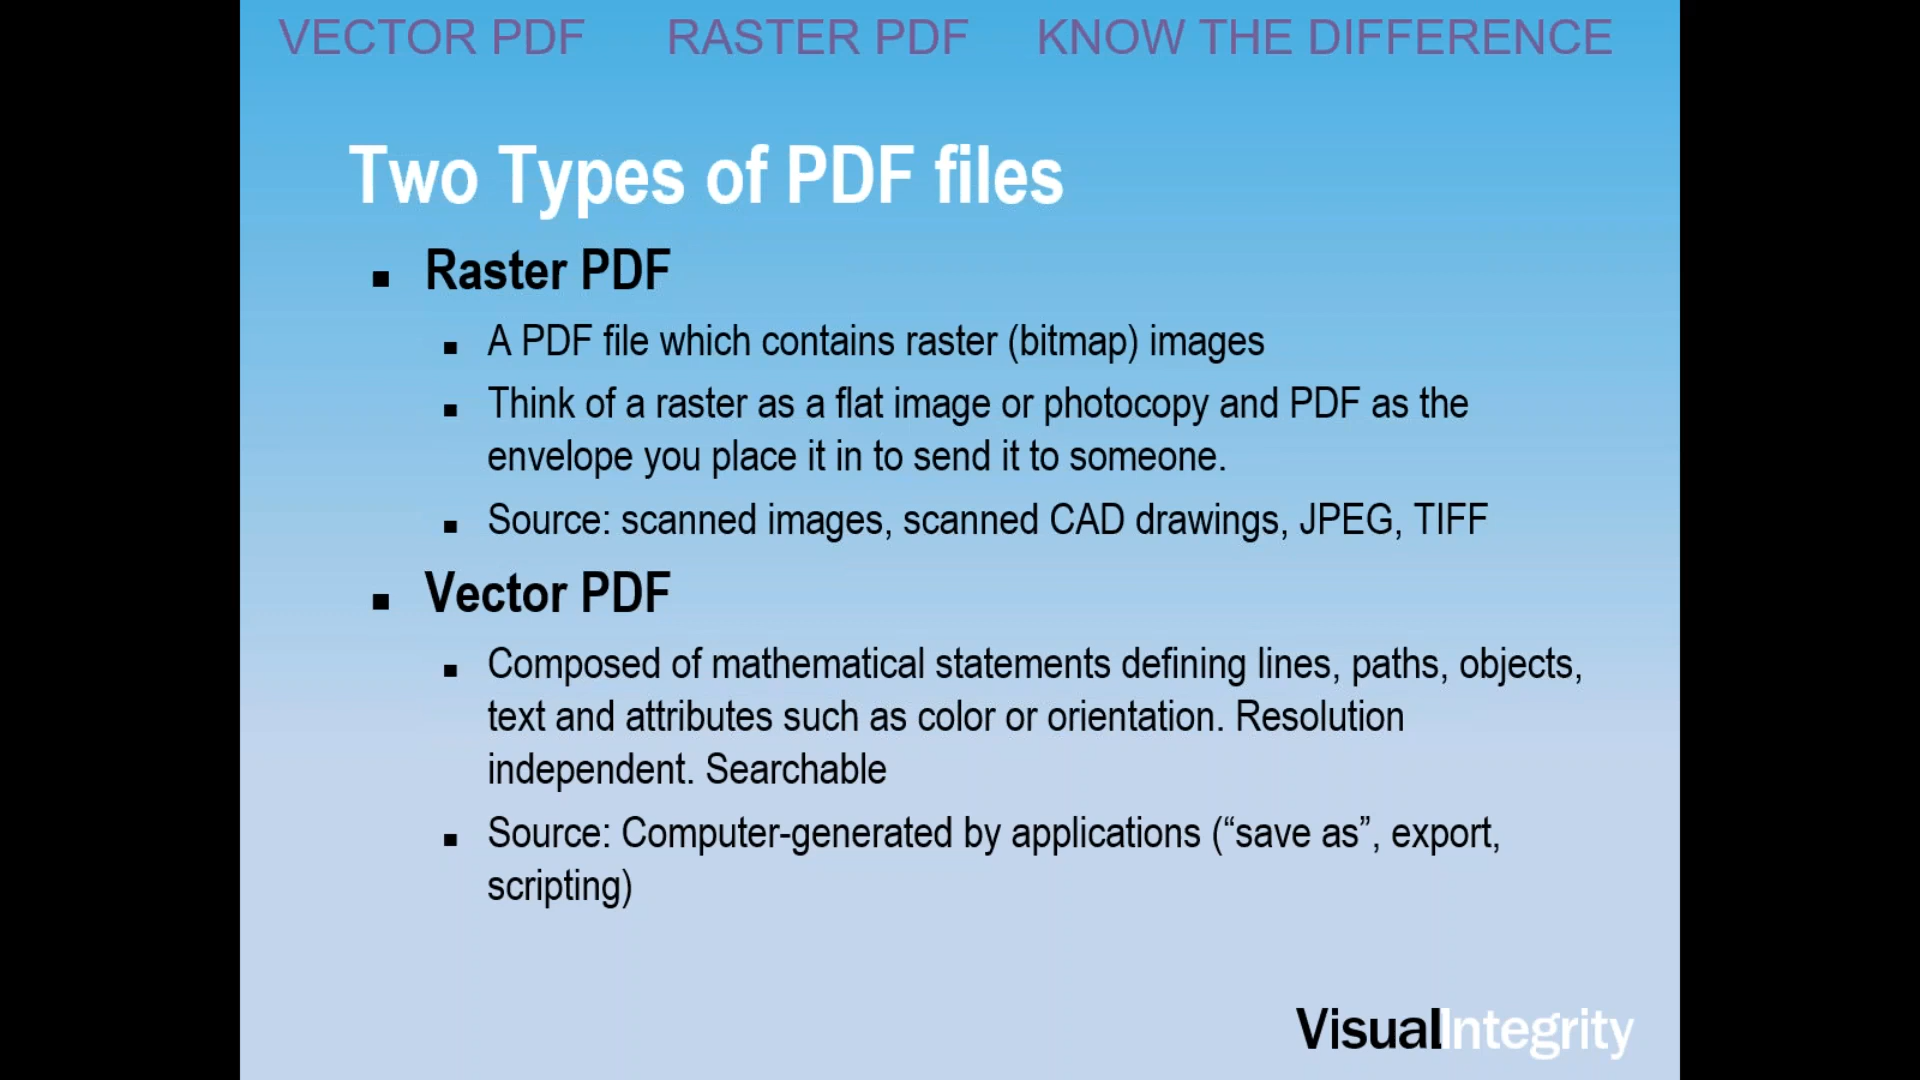 VECTOR PDF RASTER PDF KNOW THE DIFFERENCE
Two Types of PDF files
Raster PDF
A PDF file which contains raster (bitmap) images
Think of a raster as a flat image or photocopy and PDF as the
envelope you place it in to send it to someone.
Source: scanned images, scanned CAD drawings, JPEG, TIFF
Vector PDF
Composed of mathematical statements defining lines, paths, objects,
text and attributes such as color or orientation. Resolution
independent. Searchable
Source: Computer-generated by applications (“save as”, export,
scripting)
VisualIntegrity